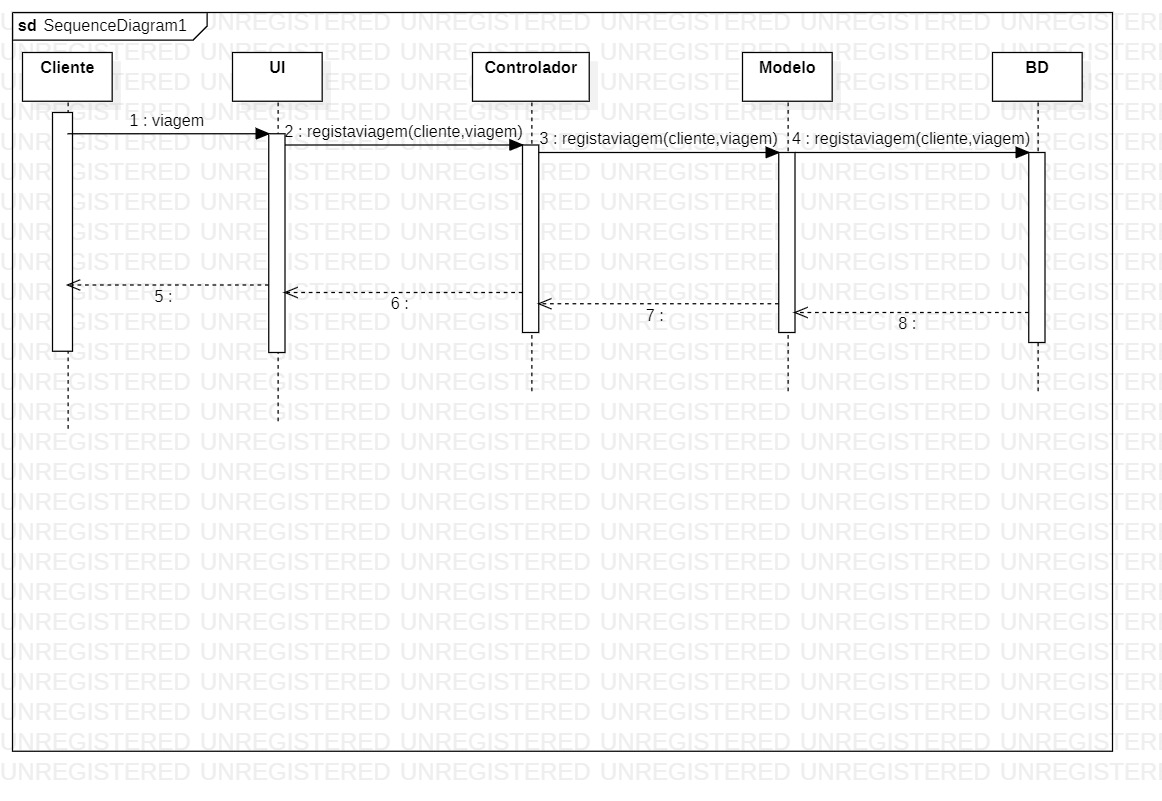 sd SequenceDiagram1
Cliente
UI
Controlador
Modelo
BD
1 : viagem
2 : registaviagem(cliente,viagem)
3 : registaviagem(cliente,viagem)
4 : registaviagem(cliente,viagem)
5 :
6 :
7 :
8 :
UNREGISTERED UNREGISTERED UNREGISTERED UNREGISTERED UNREGISTERED UNREGISTERI